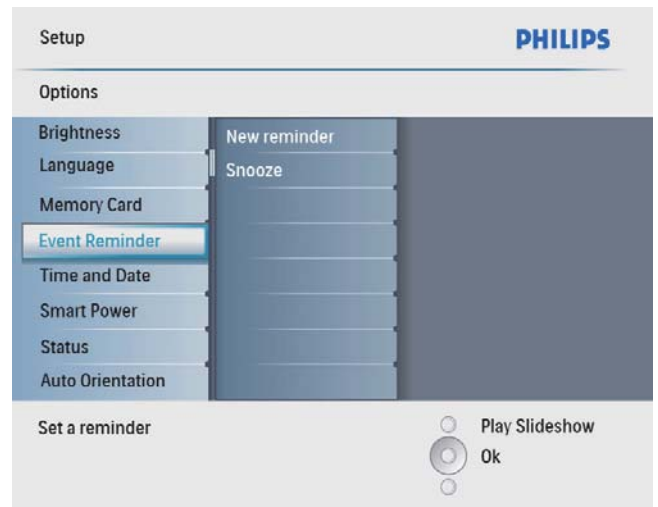 Setup
PHILIPS
Options
Brightness
Language
Memory Card
Event Reminder
Time and Date
Smart Power
Status
Auto Orientation
New reminder
Snooze
Set a reminder
Play Slideshow
Ok